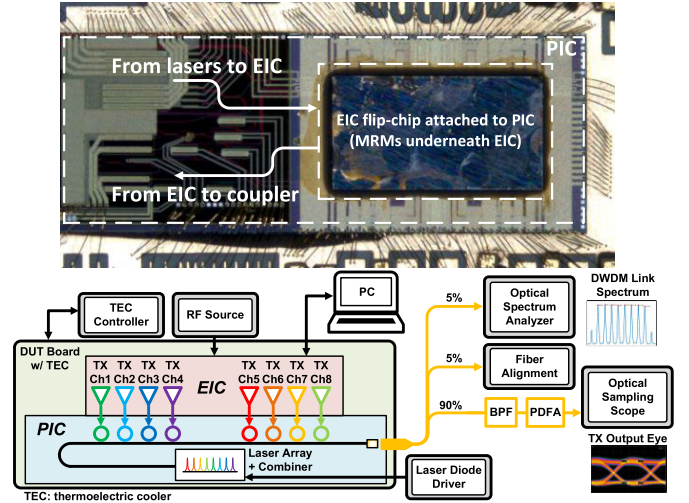 PIC
From lasers to EIC
EIC flip-chip attached to PIC
(MRMs underneath EIC)
From EIC to coupler
TEC
Controller
RF Source
PC
5%
Optical
Spectrum
Analyzer
DWDM Link
Spectrum
DUT Board
w/ TEC
TX
Ch1
TX
Ch2
TX
Ch3
TX
Ch4
EIC
TX
Ch5
TX
Ch6
TX
Ch7
TX
Ch8
5%
Fiber
Alignment
90%
BPF
PDFA
Optical
Sampling
Scope
PIC
Laser Array
+ Combiner
TX Output Eye
Laser Diode
Driver
TEC: thermoelectric cooler